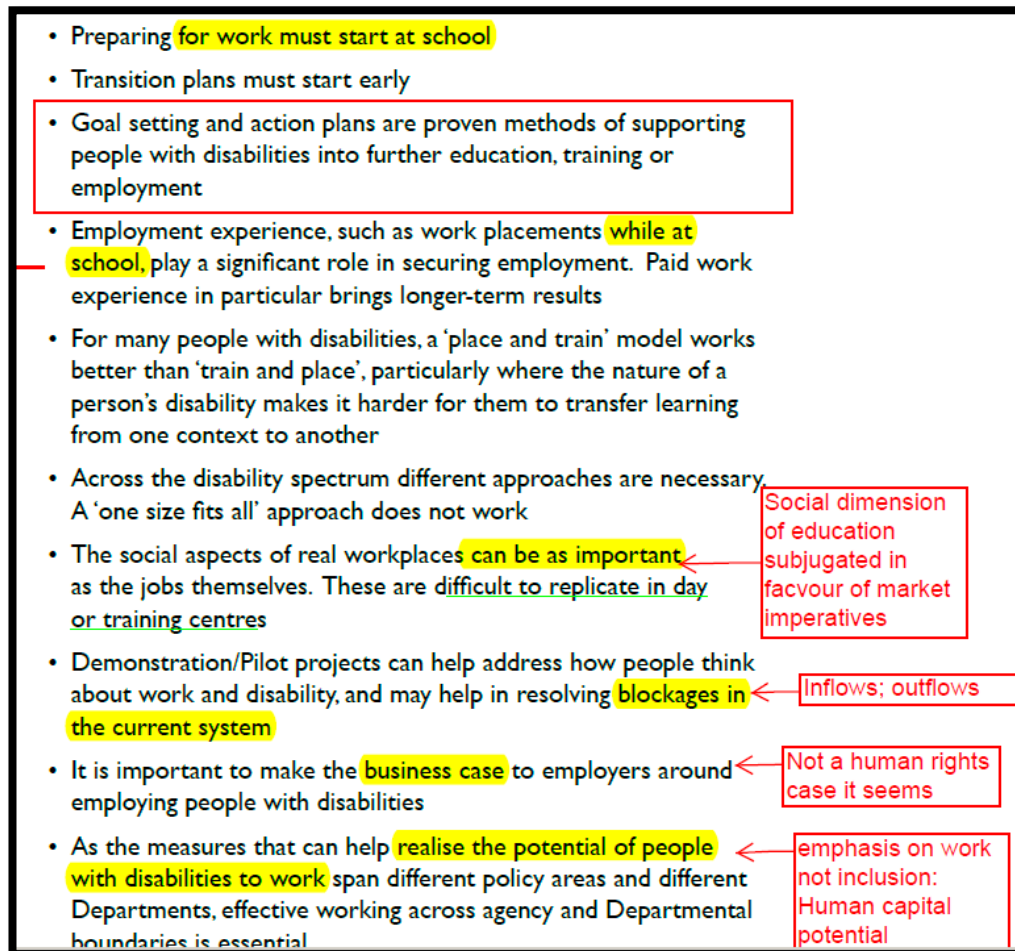 • Preparing for work must start at school
• Transition plans must start early
• Goal setting and action plans are proven methods of supporting
people with disabilities into further education, training or
employment
• Employment experience, such as work placements while at
school, play a significant role in securing employment.  Paid work
experience in particular brings longer-term results
• For many people with disabilities, a ‘place and train’ model works
better than ‘train and place’, particularly where the nature of a
person’s disability makes it harder for them to transfer learning
from one context to another
• Across the disability spectrum different approaches are necessary.
A ‘one size fits all’ approach does not work
• The social aspects of real workplaces can be as important
as the jobs themselves.  These are difficult to replicate in day
or training centres
Social dimension
of education
subjugated in
facvour of market
imperatives
• Demonstration/Pilot projects can help address how people think
about work and disability, and may help in resolving blockages in
the current system
Inflows; outflows
• It is important to make the business case to employers around
employing people with disabilities
Not a human rights
case it seems
• As the measures that can help realise the potential of people
with disabilities to work span different policy areas and different
Departments, effective working across agency and Departmental
boundaries is essential
emphasis on work
not inclusion:
Human capital
potential